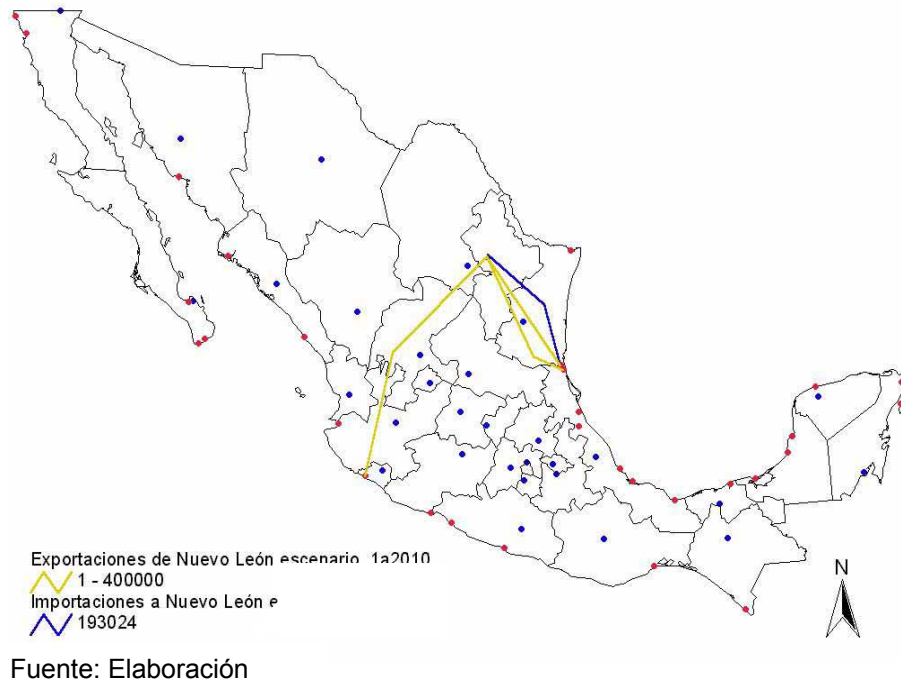 Exportaciones de Nuevo León escenario 1a2010
1 - 400000
Importaciones a Nuevo León e
193024
N
Fuente: Elaboración